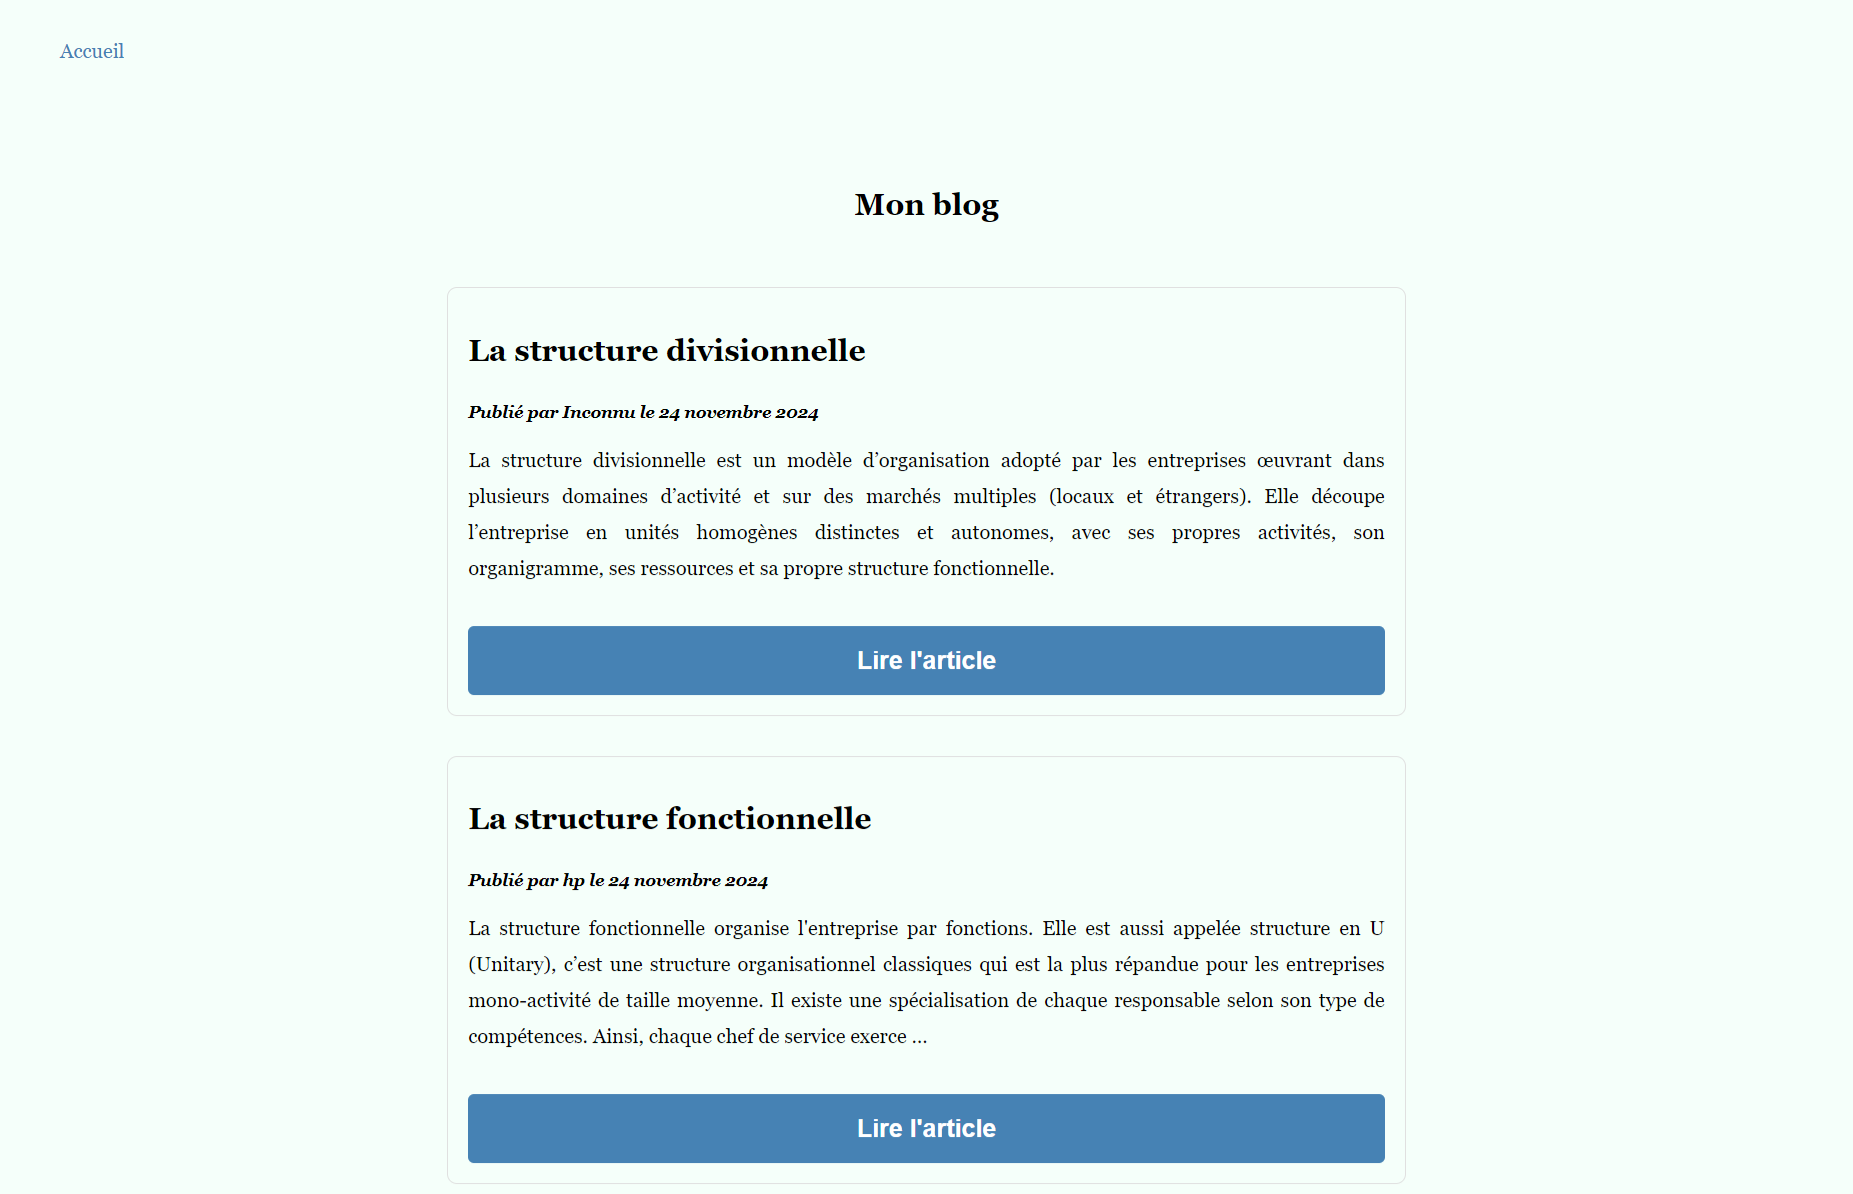 Accueil
Mon blog
La structure divisionnelle
Publié par Inconnu le 24 novembre 2024
La structure divisionnelle est un modèle d’organisation adopté par les entreprises œuvrant dans
plusieurs domaines d’activité et sur des marchés multiples (locaux et étrangers). Elle découpe
l’entreprise en unités homogènes distinctes et autonomes, avec ses propres activités, son
organigramme, ses ressources et sa propre structure fonctionnelle.
Lire l'article
La structure fonctionnelle
Publié par hp le 24 novembre 2024
La structure fonctionnelle organise l'entreprise par fonctions. Elle est aussi appelée structure en U
(Unitary), c’est une structure organisationnel classiques qui est la plus répandue pour les entreprises
mono-activité de taille moyenne. Il existe une spécialisation de chaque responsable selon son type de
compétences. Ainsi, chaque chef de service exerce ...
Lire l'article